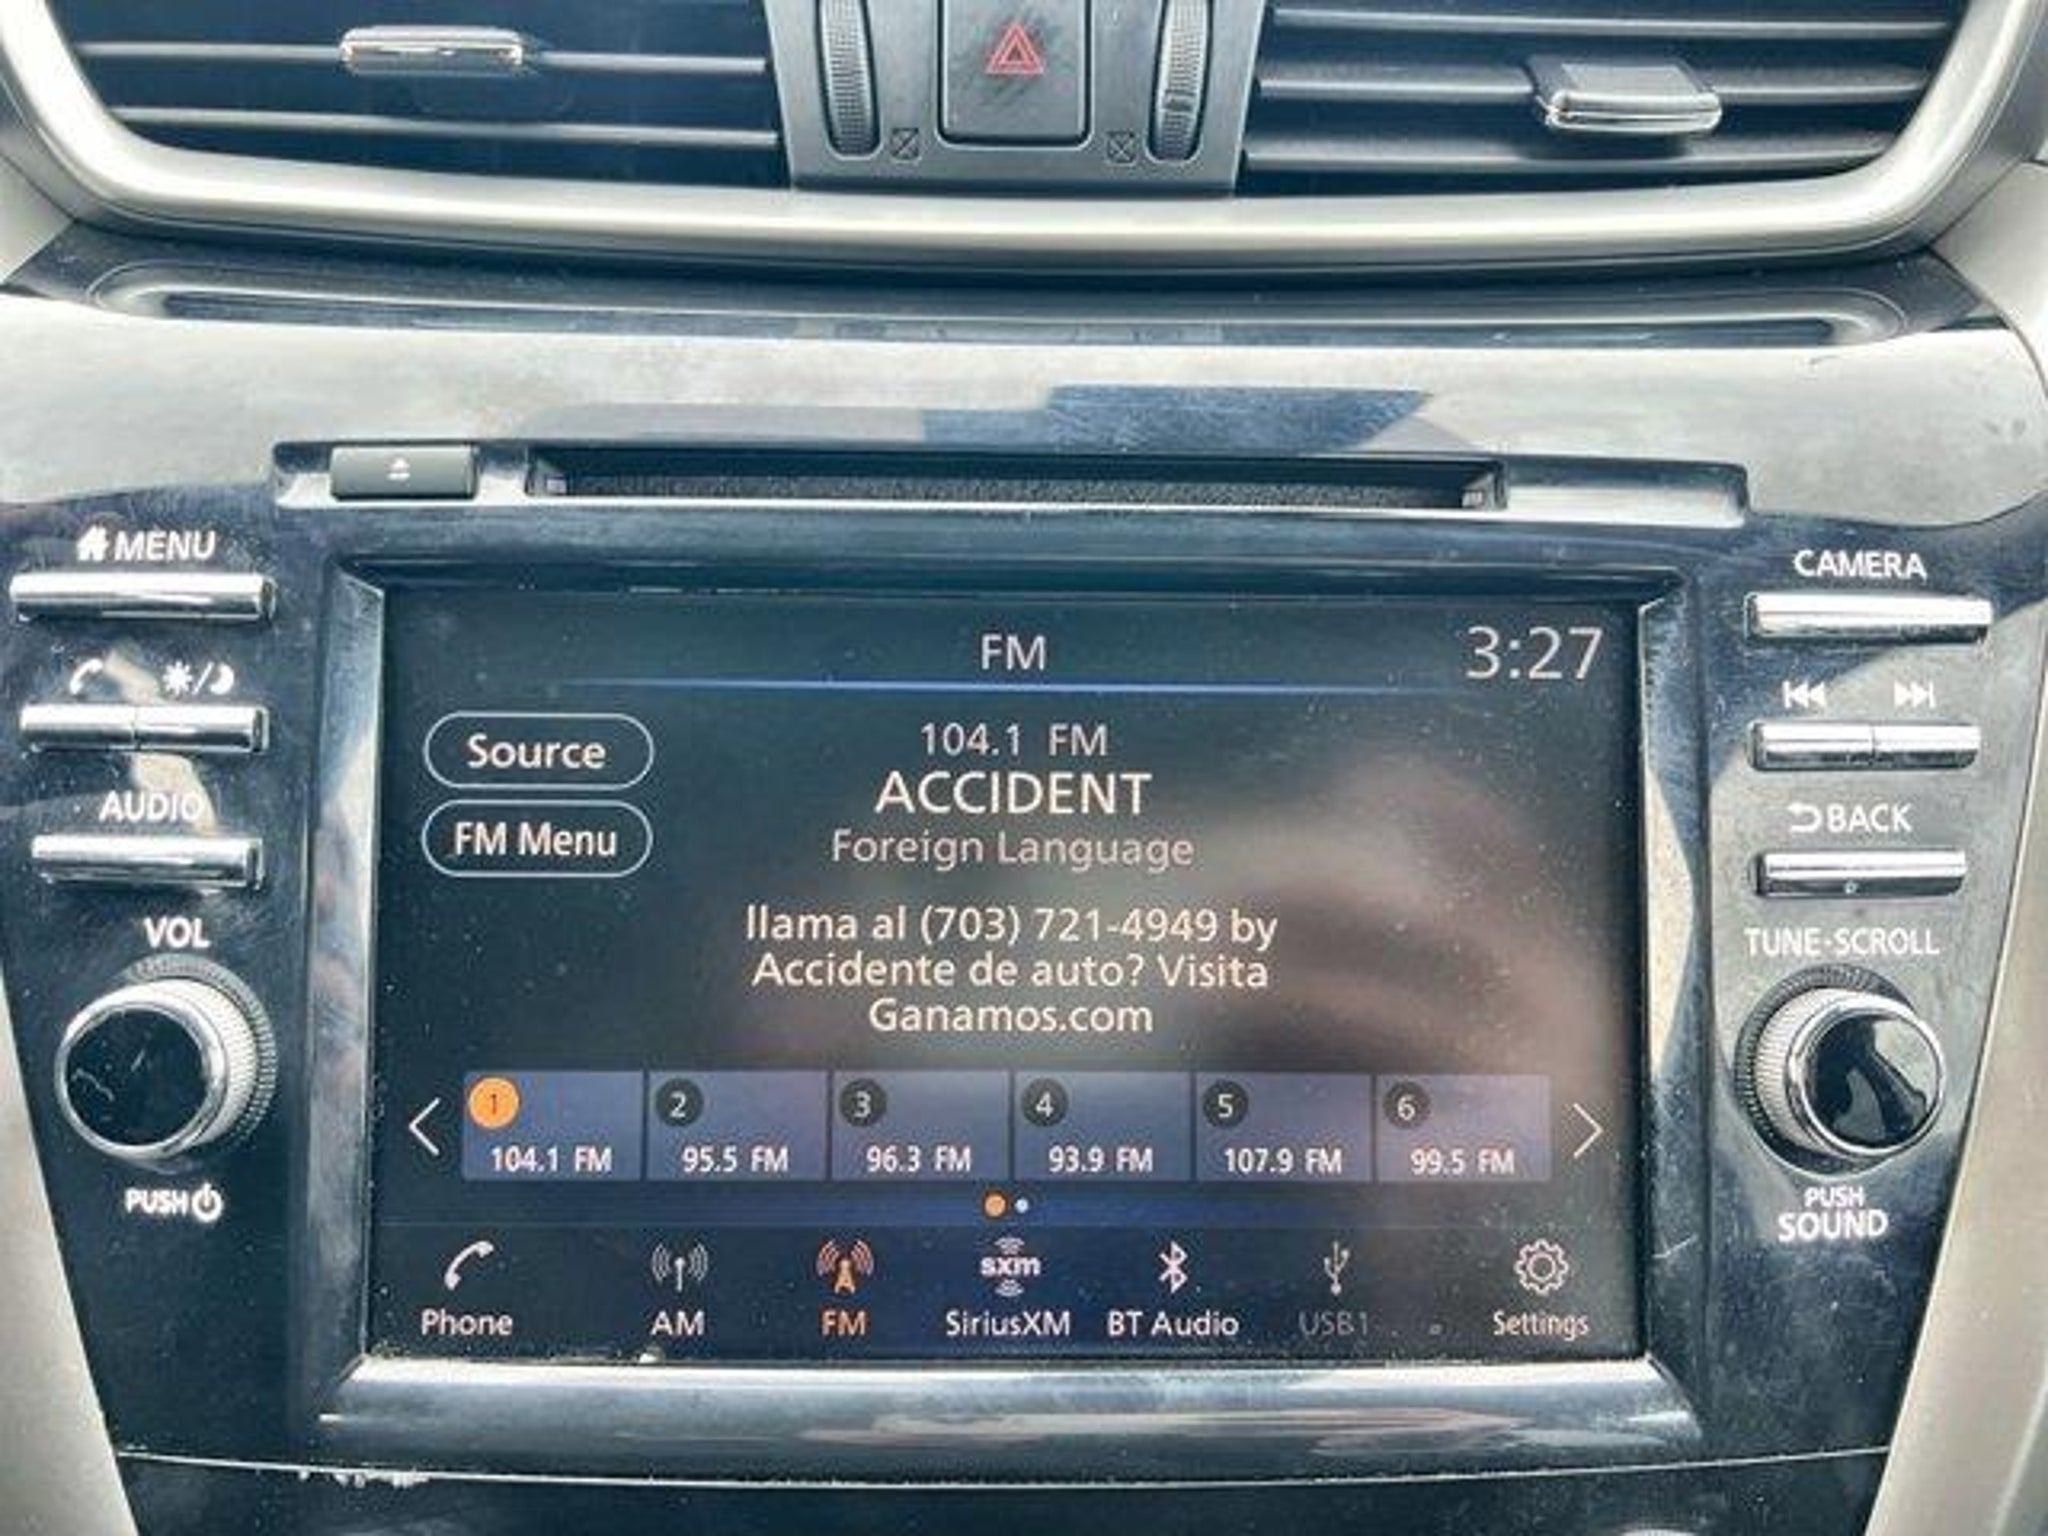 MENU
CAMERA
FM
3:27
Source
104.1 FM
ACCIDENT
AUDIO
FM Menu
Foreign Language
BACK
VOL
llama al (703) 721-4949 by
TUNE·SCROLL
Accidente de auto? Visita
Ganamos.com
1
2
3
4
5
6
104.1 FM
95.5 FM
96.3 FM
93.9 FM
107.9 FM
99.5 FM
PUSH
PUSH
SOUND
sxm
Phone
AM
FM
SiriusXM
BT Audio
USB1
Settings